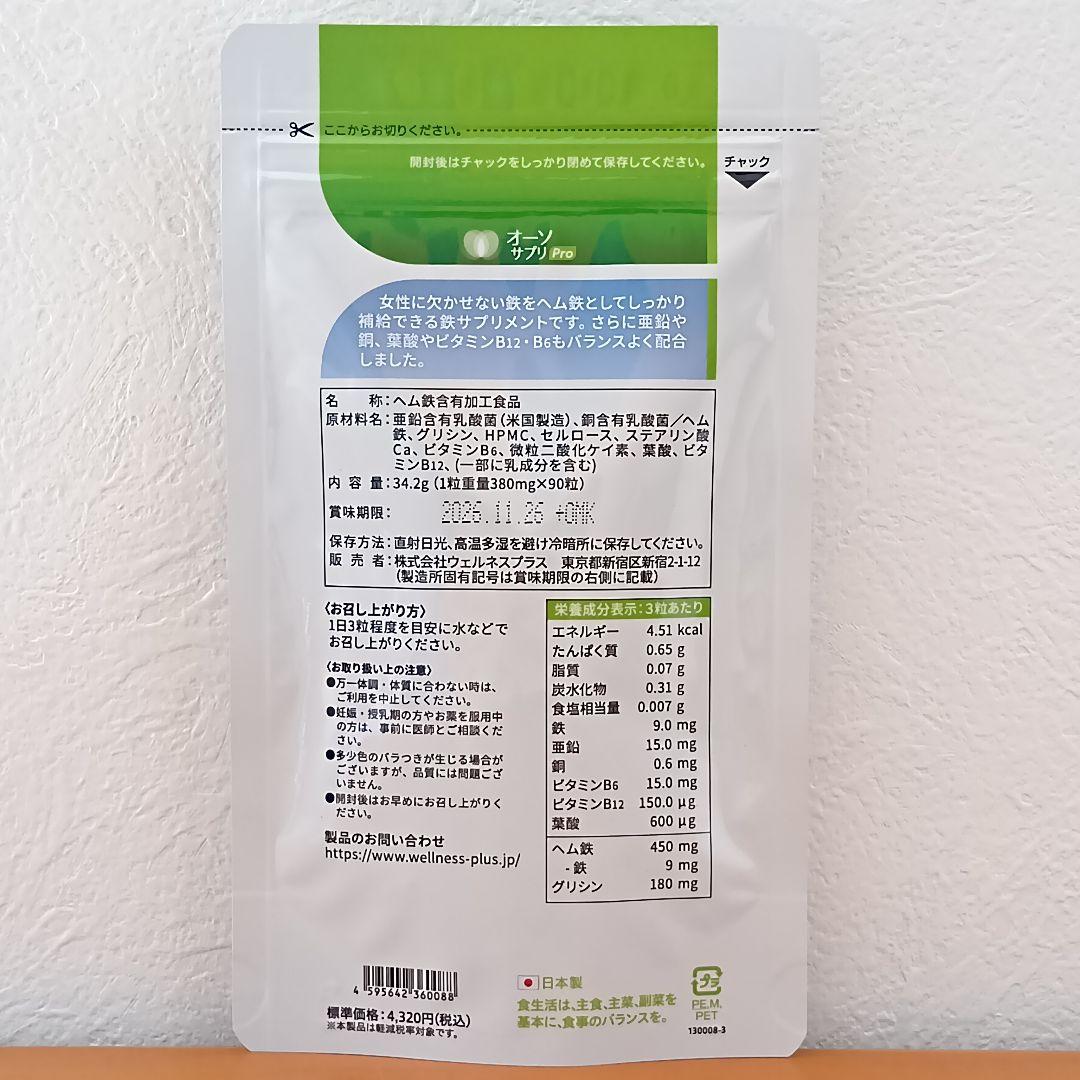 ここからお切りください。
開封後はチャックをしっかり閉めて保存してください。
チャック
オーソ
サプリ Pro
女性に欠かせない鉄をヘム鉄としてしっかり
補給できる鉄サプリメントです。さらに亜鉛や
銅、葉酸やビタミンB12・B6もバランスよく配合
しました。
名 称：ヘム鉄含有加工食品
原材料名：亜鉛含有乳酸菌（米国製造）、銅含有乳酸菌／ヘム
鉄、グリシン、HPMC、セルロース、ステアリン酸
Ca、ビタミンB6、微粒二酸化ケイ素、葉酸、ビタ
ミンB12、(一部に乳成分を含む)
内 容 量：34.2g（1粒重量380mg×90粒）
賞味期限： 2026.11.26 +OMK
保存方法：直射日光、高温多湿を避け冷暗所に保存してください。
販 売 者：株式会社ウェルネスプラス 東京都新宿区新宿2-1-12
（製造所固有記号は賞味期限の右側に記載）
〈お召し上がり方〉
1日3粒程度を目安に水などで
お召し上がりください。
〈お取り扱い上の注意〉
●万一体調・体質に合わない時は、
ご利用を中止してください。
●妊娠・授乳期の方やお薬を服用中
の方は、事前に医師とご相談くだ
さい。
●多少色のバラつきが生じる場合が
ございますが、品質には問題ござ
いません。
●開封後はお早めにお召し上がりく
ださい。
製品のお問い合わせ
https://www.wellness-plus.jp/
栄養成分表示：3粒あたり
エネルギー 4.51 kcal
たんぱく質 0.65 g
脂質 0.07 g
炭水化物 0.31 g
食塩相当量 0.007 g
鉄 9.0 mg
亜鉛 15.0 mg
銅 0.6 mg
ビタミンB6 15.0 mg
ビタミンB12 150.0 μg
葉酸 600 μg
ヘム鉄 450 mg
- 鉄 9 mg
グリシン 180 mg
4 595642 360088
標準価格：4,320円(税込)
※本製品は軽減税率対象です。
日本製
食生活は、主食、主菜、副菜を
基本に、食事のバランスを。
プラ
PE.M.
PET
130008-3